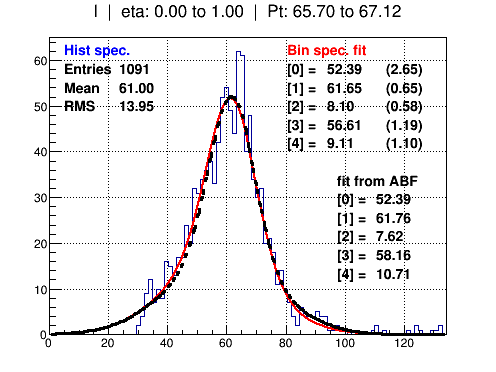 I | eta: 0.00 to 1.00 | Pt: 65.70 to 67.12
Hist spec.
Entries 1091
Mean 61.00
RMS 13.95
Bin spec. fit
[0] = 52.39 (2.65)
[1] = 61.65 (0.65)
[2] = 8.10 (0.58)
[3] = 56.61 (1.19)
[4] = 9.11 (1.10)
fit from ABF
[0] = 52.39
[1] = 61.76
[2] = 7.62
[3] = 58.16
[4] = 10.71
60
50
40
30
20
10
0
0 20 40 60 80 100 120